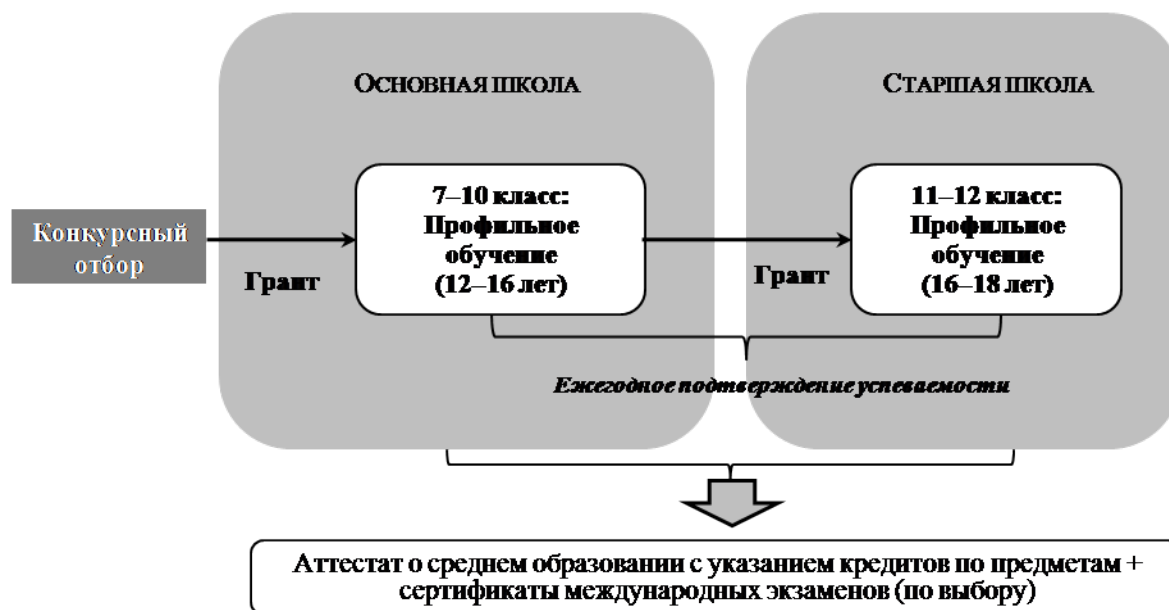 ОСНОВНАЯ ШКОЛА
СТАРШАЯ ШКОЛА
Конкурсный
отбор
Грант
7–10 класс:
Профильное
обучение
(12–16 лет)
Грант
11–12 класс:
Профильное
обучение
(16–18 лет)
Ежегодное подтверждение успеваемости
Аттестат о среднем образовании с указанием кредитов по предметам +
сертификаты международных экзаменов (по выбору)